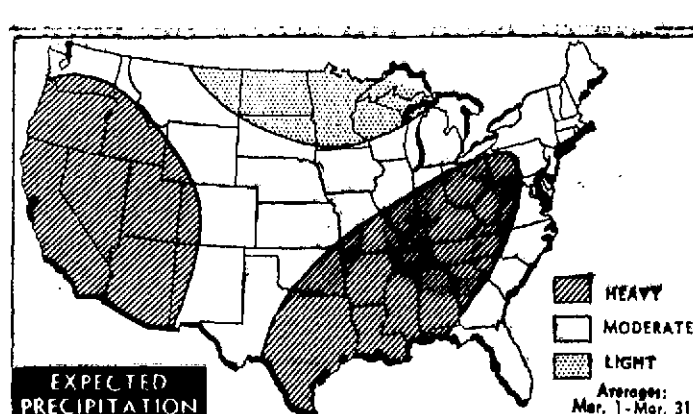 HEAVY
MODERATE
LIGHT
EXPECTED
PRECIPITATION
Averages:
Mar. 1-Mar. 31